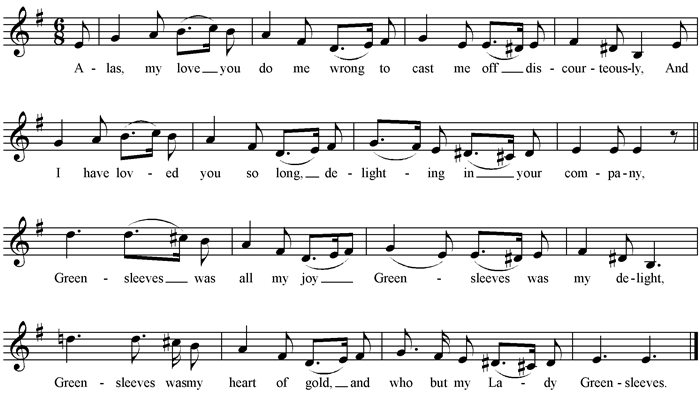 6
8
A - las, my love you do me wrong to cast me off dis - cour - teous-ly, And
I have lov - ed you so long, de - light - ing in your com - pa - ny,
Green - sleeves was all my joy Green - sleeves was my de-light,
Green - sleeves wasmy heart of gold, and who but my La - dy Green-sleeves.